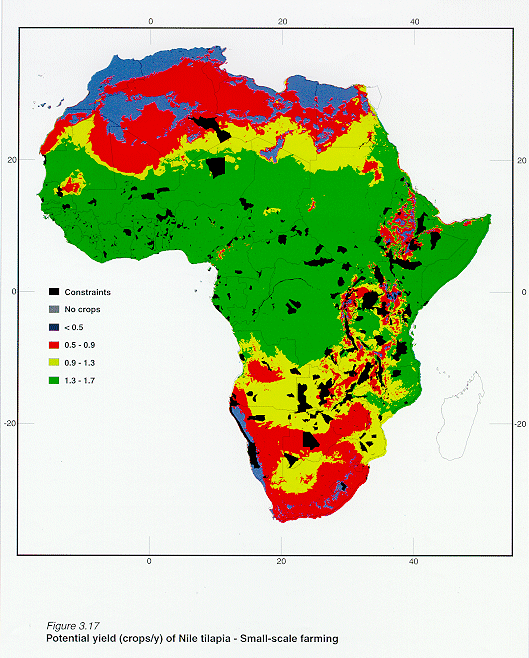 0 20 40
20 20
0 0
-20 -20
Constraints
No crops
< 0.5
0.5 - 0.9
0.9 - 1.3
1.3 - 1.7
0 20 40
Figure 3.17
Potential yield (crops/y) of Nile tilapia - Small-scale farming